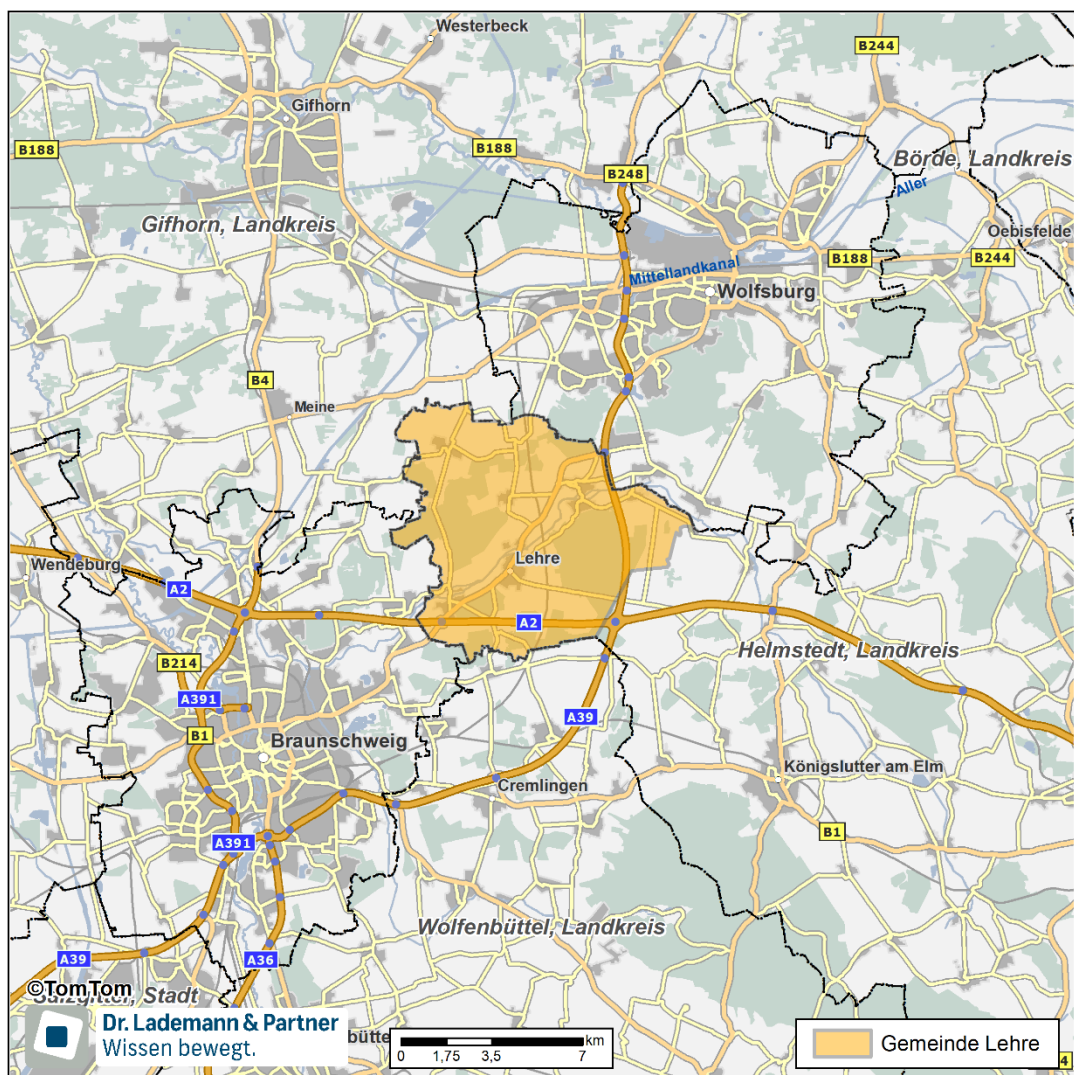 Westerbeck
B244
Gifhorn
B188
B188
B248
Börde, Landkreis
Aller
Gifhorn, Landkreis
Oebisfelde
B188
B244
Mittellandkanal
Wolfsburg
B4
Meine
Wendeburg
A2
Lehre
A2
B214
Helmstedt, Landkreis
A391
A39
B1
Braunschweig
Königslutter am Elm
Cremlingen
B1
A391
Wolfenbüttel, Landkreis
A39
A36
©TomTom
Salzgitter, Stadt
Dr. Lademann & Partner
Wissen bewegt.
km
0 1,75 3,5 7
Gemeinde Lehre